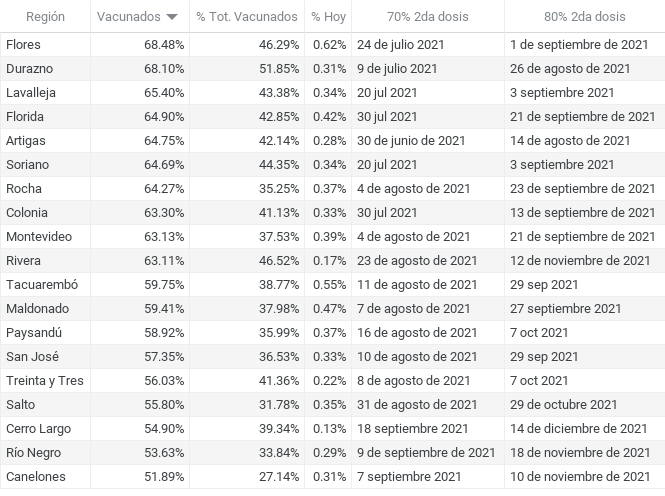 Región Vacunados % Tot. Vacunados % Hoy 70% 2da dosis 80% 2da dosis
Flores 68.48% 46.29% 0.62% 24 de julio 2021 1 de septiembre de 2021
Durazno 68.10% 51.85% 0.31% 9 de julio 2021 26 de agosto de 2021
Lavalleja 65.40% 43.38% 0.34% 20 jul 2021 3 septiembre 2021
Florida 64.90% 42.85% 0.42% 30 jul 2021 21 de septiembre de 2021
Artigas 64.75% 42.14% 0.28% 30 de junio de 2021 14 de agosto de 2021
Soriano 64.69% 44.35% 0.34% 20 jul 2021 3 septiembre 2021
Rocha 64.27% 35.25% 0.37% 4 de agosto de 2021 23 de septiembre de 2021
Colonia 63.30% 41.13% 0.33% 30 jul 2021 13 de septiembre de 2021
Montevideo 63.13% 37.53% 0.39% 4 de agosto de 2021 21 de septiembre de 2021
Rivera 63.11% 46.52% 0.17% 23 de agosto de 2021 12 de noviembre de 2021
Tacuarembó 59.75% 38.77% 0.55% 11 de agosto de 2021 29 sep 2021
Maldonado 59.41% 37.98% 0.47% 7 de agosto de 2021 27 septiembre 2021
Paysandú 58.92% 35.99% 0.37% 16 de agosto de 2021 7 oct 2021
San José 57.35% 36.53% 0.33% 10 de agosto de 2021 29 sep 2021
Treinta y Tres 56.03% 41.36% 0.22% 8 de agosto de 2021 7 oct 2021
Salto 55.80% 31.78% 0.35% 31 de agosto de 2021 29 de octubre de 2021
Cerro Largo 54.90% 39.34% 0.13% 18 septiembre 2021 14 de diciembre de 2021
Río Negro 53.63% 33.84% 0.29% 9 de septiembre de 2021 18 de noviembre de 2021
Canelones 51.89% 27.14% 0.31% 7 septiembre 2021 10 de noviembre de 2021